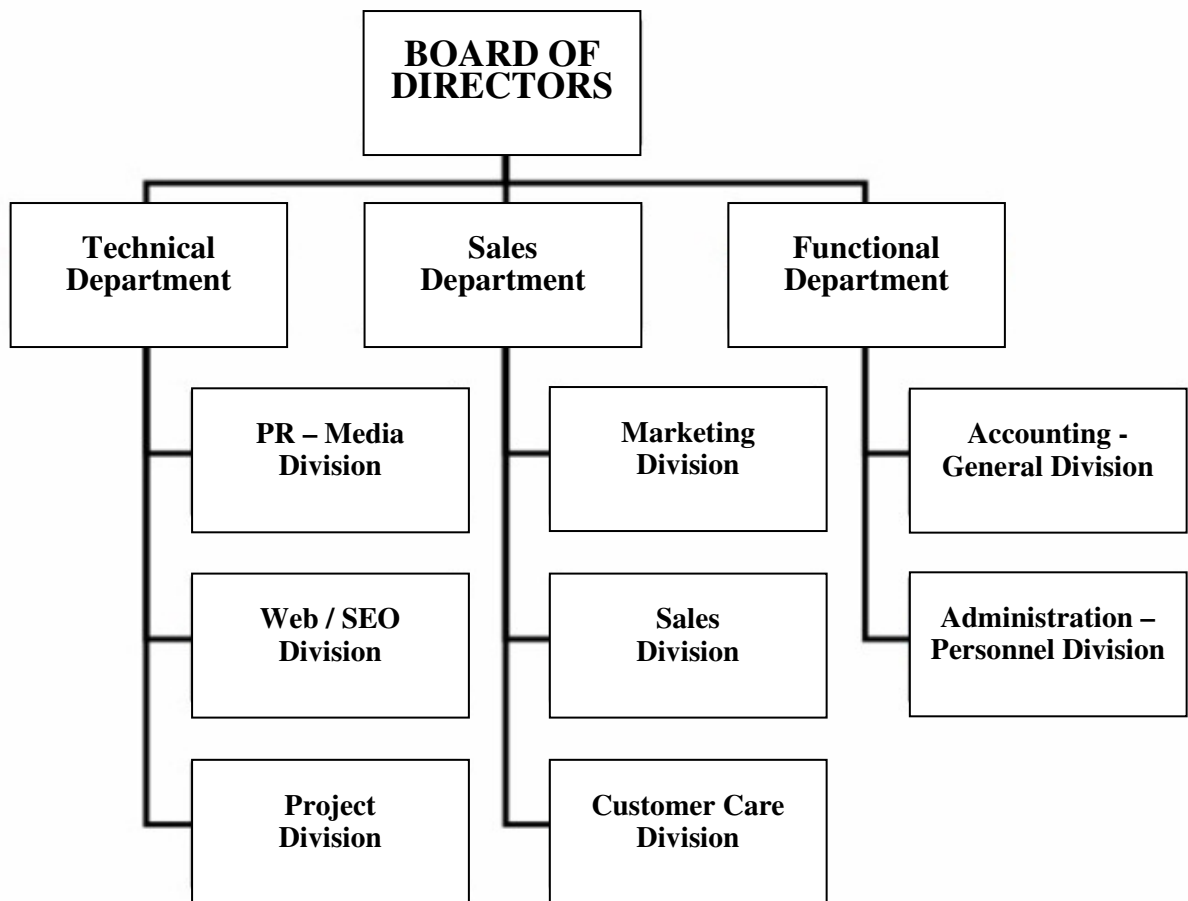 BOARD OF
DIRECTORS
Technical
Department
Sales
Department
Functional
Department
PR – Media
Division
Marketing
Division
Accounting -
General Division
Web / SEO
Division
Sales
Division
Administration –
Personnel Division
Project
Division
Customer Care
Division